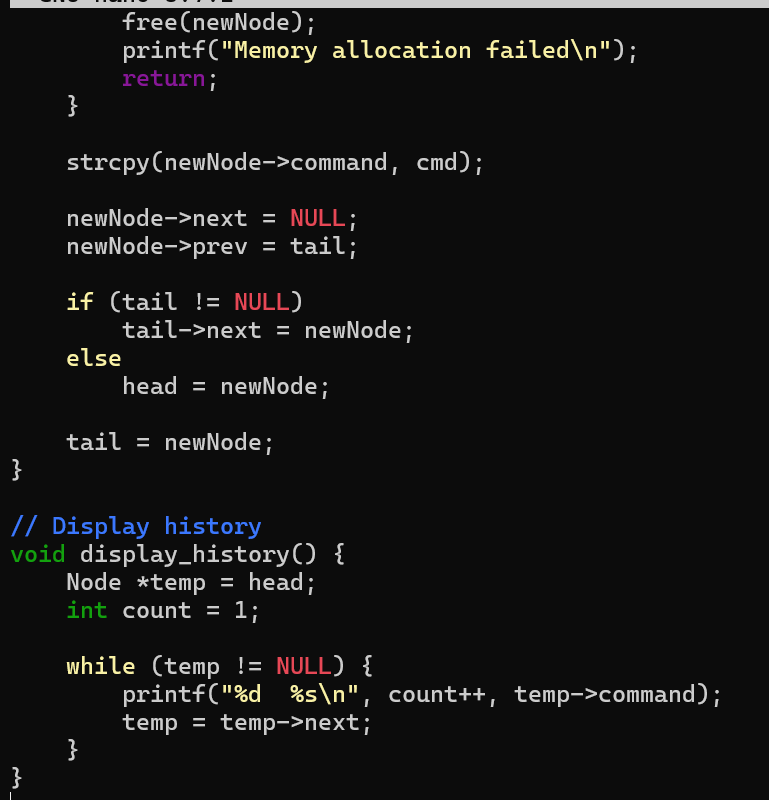 free(newNode);
        printf("Memory allocation failed\n");
        return;
    }

    strcpy(newNode->command, cmd);

    newNode->next = NULL;
    newNode->prev = tail;

    if (tail != NULL)
        tail->next = newNode;
    else
        head = newNode;

    tail = newNode;
}

// Display history
void display_history() {
    Node *temp = head;
    int count = 1;

    while (temp != NULL) {
        printf("%d  %s\n", count++, temp->command);
        temp = temp->next;
    }
}